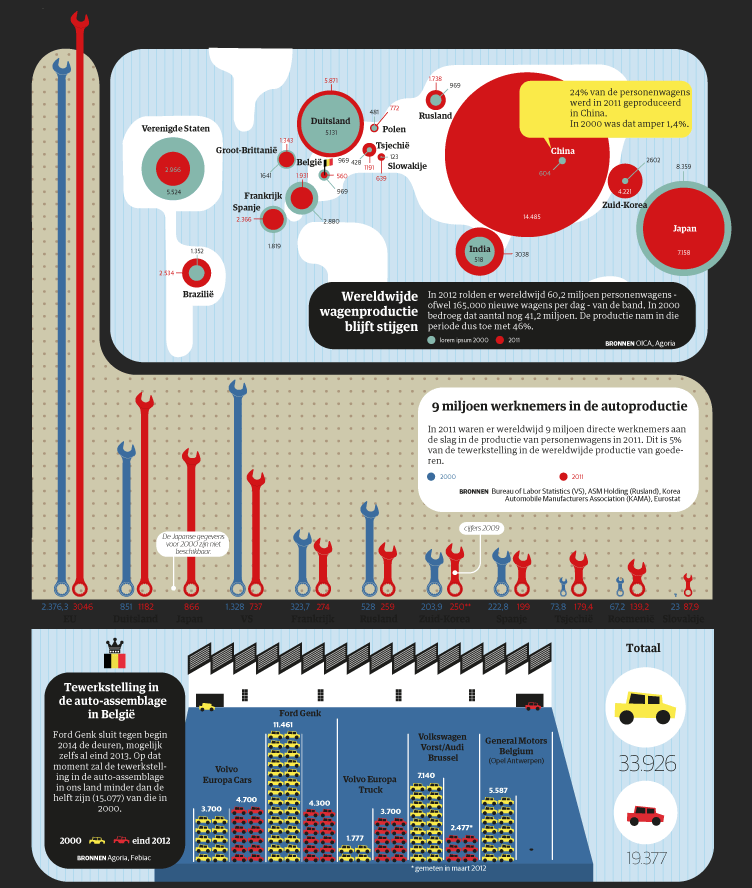 5.871
Duitsland
5.131
481
772
Polen
1.738
969
Rusland
24% van de personenwagens
werd in 2011 geproduceerd
in China.
In 2000 was dat amper 1,4%.
China
604
14.485
Verenigde Staten
2.966
5.524
Groot-Brittanië
1.343
1641
België
969
560
969
Tsjechië
428
1191
123
Slowakije
639
Frankrijk
1.931
2.880
Spanje
2.366
1.819
2602
4.221
Zuid-Korea
8.359
Japan
7.158
India
518
3038
1.352
2.534
Brazilië
Wereldwijde
wagenproductie
blijft stijgen
In 2012 rolden er wereldwijd 60,2 miljoen personenwagens -
ofwel 165.000 nieuwe wagens per dag - van de band. In 2000
bedroeg dat aantal nog 41,2 miljoen. De productie nam in die
periode dus toe met 46%.
lorem ipsum 2000
2011
BRONNEN OICA, Agoria
9 miljoen werknemers in de autoproductie
In 2011 waren er wereldwijd 9 miljoen directe werknemers aan
de slag in de productie van personenwagens in 2011. Dit is 5%
van de tewerkstelling in de wereldwijde productie van goede-
ren.
2000
2011
BRONNEN Bureau of Labor Statistics (VS), ASM Holding (Rusland), Korea
Automobile Manufacturers Association (KAMA), Eurostat
De Japanse gegevens
voor 2000 zijn niet
beschikbaar.
cijfers 2009
2.376,3 3046 851 1182 866 1.328 737 323,7 274 528 259 203,9 250** 222,8 199 73,8 179,4 67,2 139,2 23 87,9
EU Duitsland Japan VS Frankrijk Rusland Zuid-Korea Spanje Tsjechië Roemenië Slowakije
Tewerkstelling in
de auto-assemblage
in België
Ford Genk sluit tegen begin
2014 de deuren, mogelijk
zelfs al eind 2013. Op dat
moment zal de tewerkstell-
ing in de auto-assemblage
in ons land minder dan de
helft zijn (15.077) van die in
2000.
2000
eind 2012
BRONNEN Agoria, Febiac
Volvo
Europa Cars
3.700
4.700
Ford Genk
11.461
4.300
Volvo Europa
Truck
1.777
3.700
Volkswagen
Vorst/Audi
Brussel
7.140
2.477*
General Motors
Belgium
(Opel Antwerpen)
5.587
-
* gemeten in maart 2012
Totaal
33.926
19.377